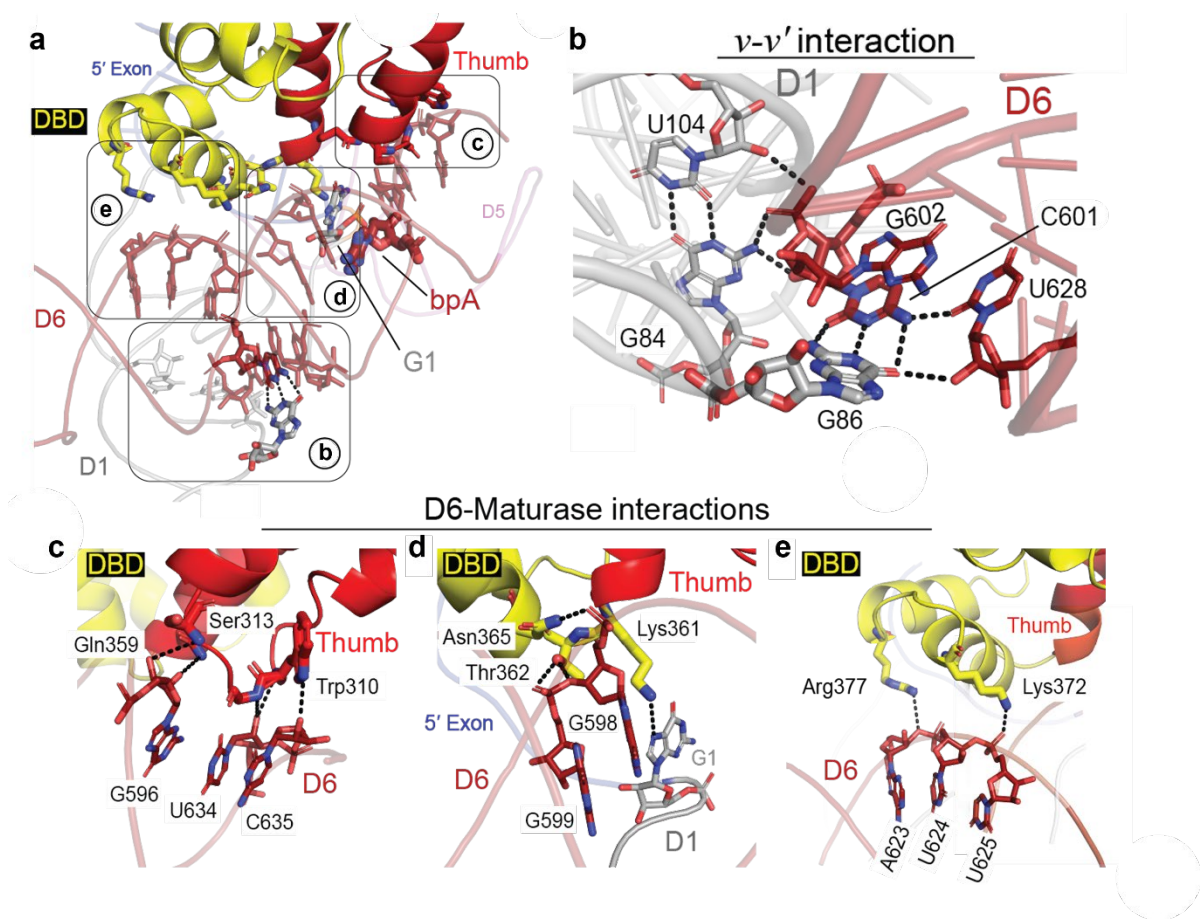 a
5′ Exon
Thumb
DBD
c
e
D5
d
bpA
D6
G1
D1
b
b
ν-ν′ interaction
D1
D6
U104
G602
C601
U628
G84
G86
D6-Maturase interactions
c
DBD
Ser313
Gln359
Thumb
Trp310
G596
U634
D6
C635
d
DBD
Thumb
Asn365
Lys361
Thr362
5′ Exon
G598
G1
D6
G599
D1
e
DBD
Thumb
Arg377
Lys372
D6
A623
U624
U625